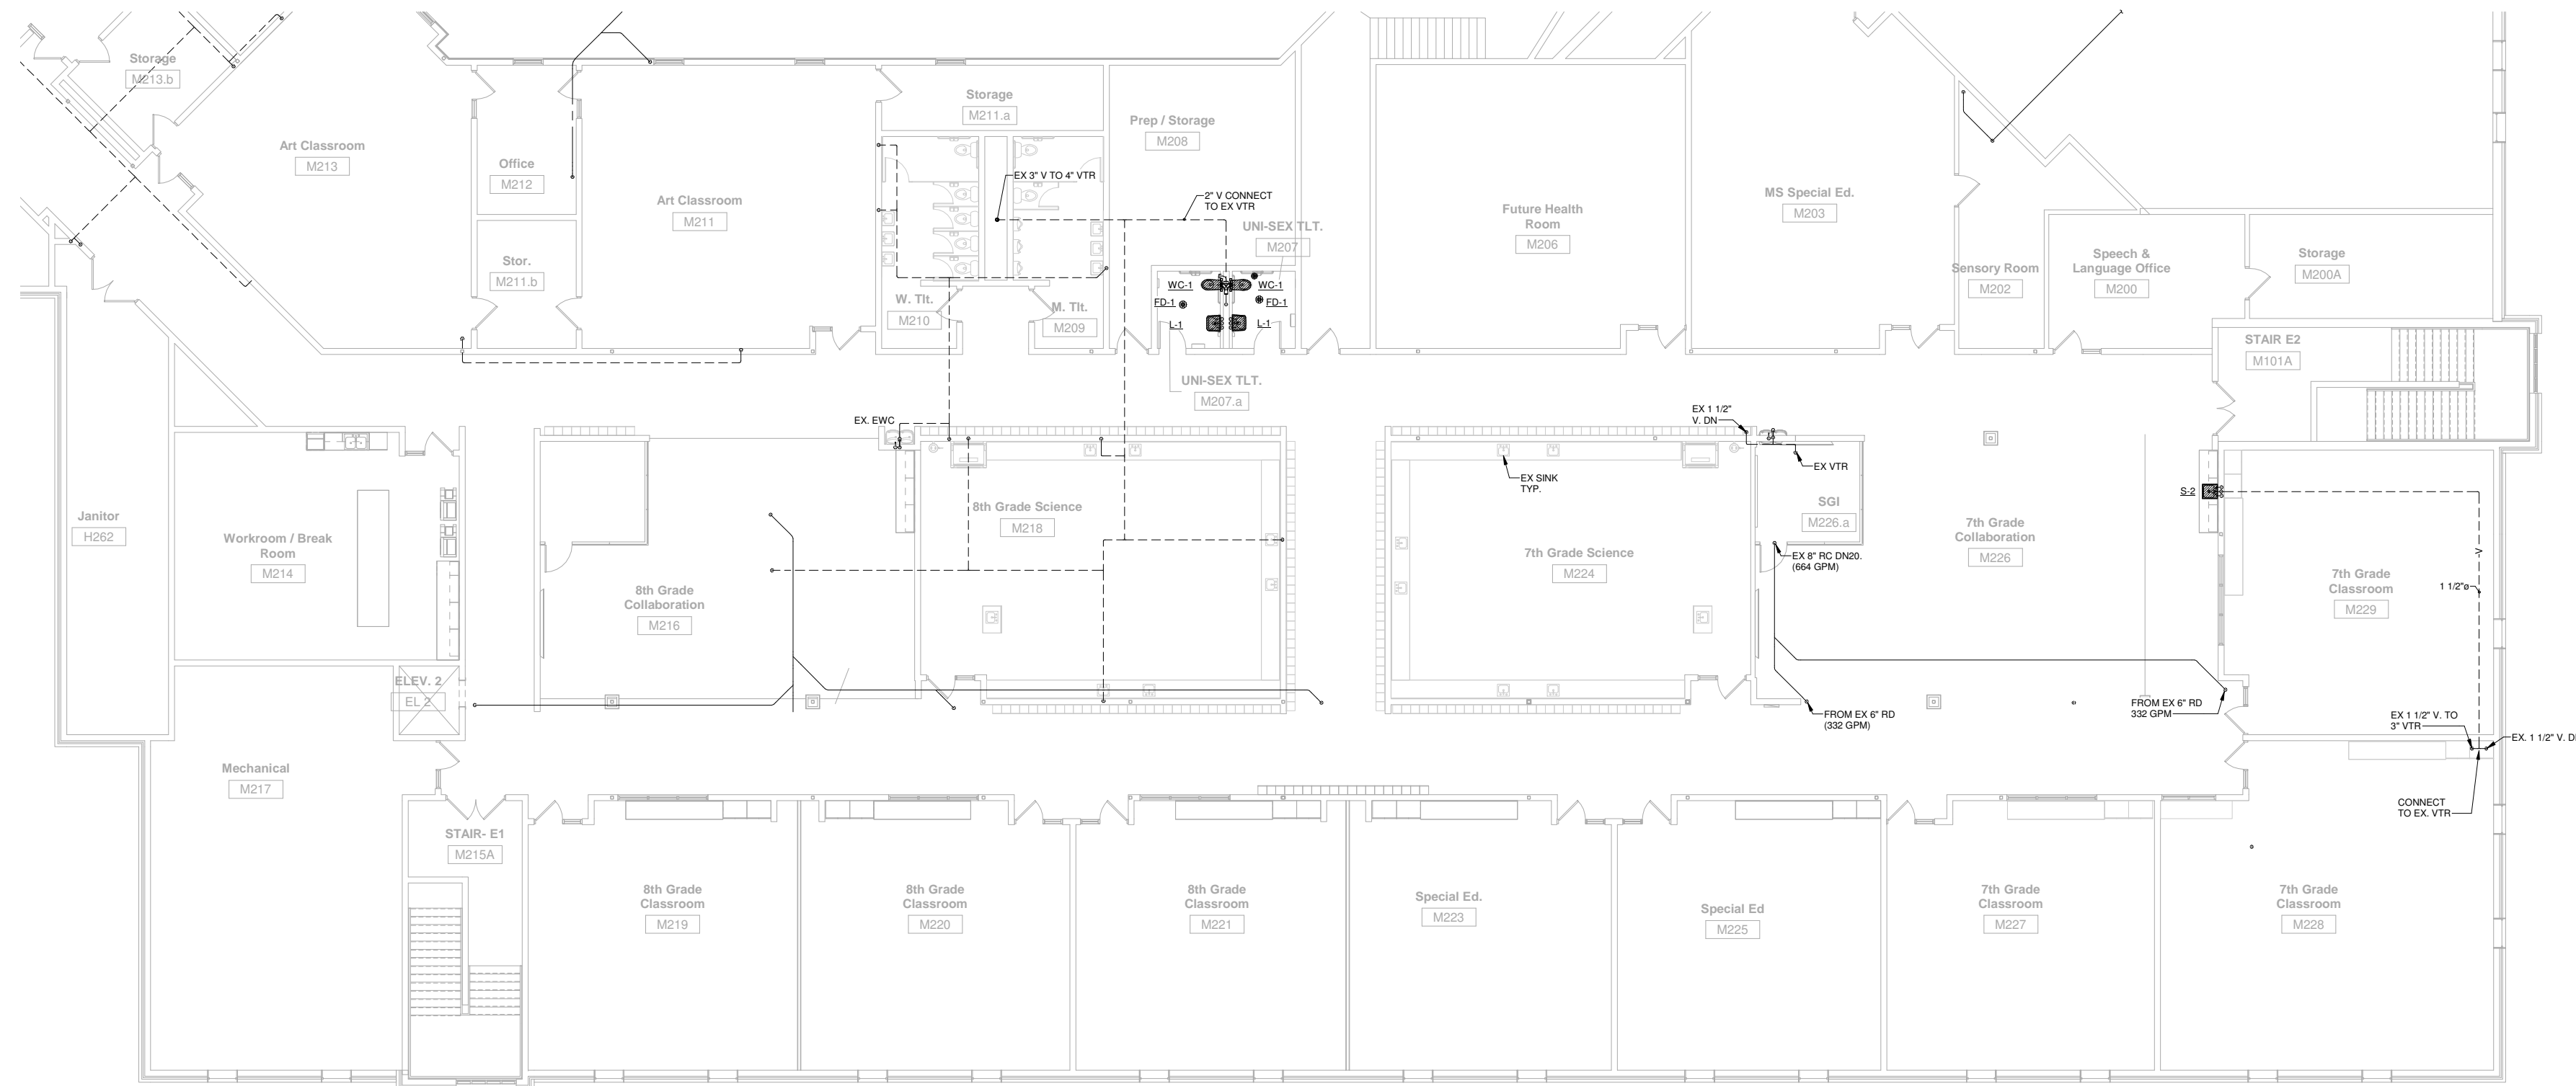 Storage
M213.b
Art Classroom
M213
Office
M212
Stor.
M211.b
Art Classroom
M211
Storage
M211.a
EX 3" V TO 4" VTR
W. Tlt.
M210
M. Tlt.
M209
Prep / Storage
M208
2" V CONNECT
TO EX VTR
UNI-SEX TLT.
M207
WC-1
WC-1
FD-1
FD-1
L-1
L-1
UNI-SEX TLT.
M207.a
Future Health
Room
M206
MS Special Ed.
M203
Sensory Room
M202
Speech &
Language Office
M200
Storage
M200A
STAIR E2
M101A
Janitor
H262
Workroom / Break
Room
M214
ELEV. 2
EL 2
8th Grade
Collaboration
M216
EX. EWC
8th Grade Science
M218
EX SINK
TYP.
7th Grade Science
M224
EX 1 1/2"
V. DN
EX VTR
SGI
M226.a
EX 8" RC DN20.
(664 GPM)
7th Grade
Collaboration
M226
S-2
V
1 1/2"ø
7th Grade
Classroom
M229
FROM EX 6" RD
(332 GPM)
FROM EX 6" RD
332 GPM
EX 1 1/2" V. TO
3" VTR
EX. 1 1/2" V. D
CONNECT
TO EX. VTR
Mechanical
M217
STAIR- E1
M215A
8th Grade
Classroom
M219
8th Grade
Classroom
M220
8th Grade
Classroom
M221
Special Ed.
M223
Special Ed
M225
7th Grade
Classroom
M227
7th Grade
Classroom
M228